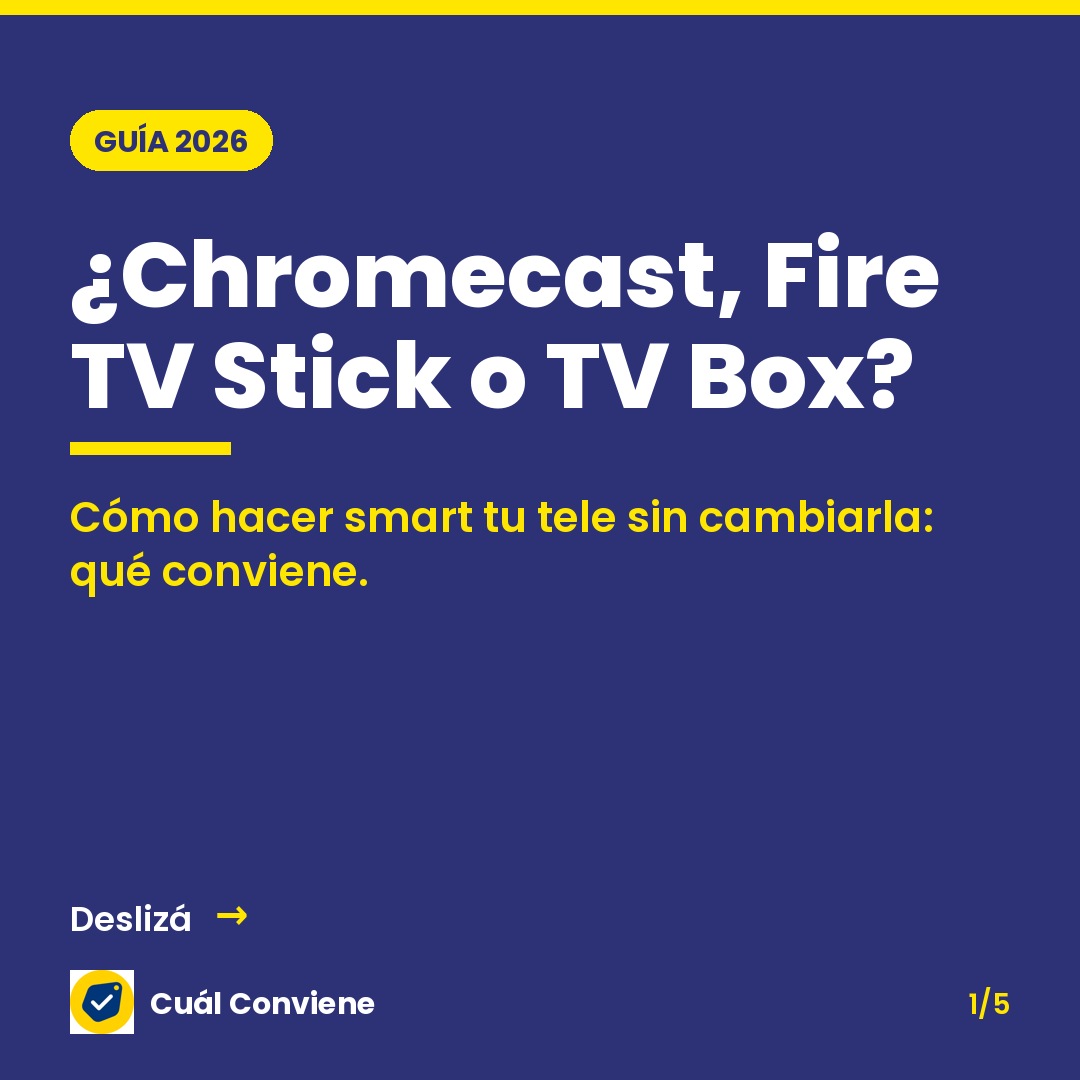 GUÍA 2026
¿Chromecast, Fire
TV Stick o TV Box?
Cómo hacer smart tu tele sin cambiarla:
qué conviene.
Deslizá →
Cuál Conviene
1/5